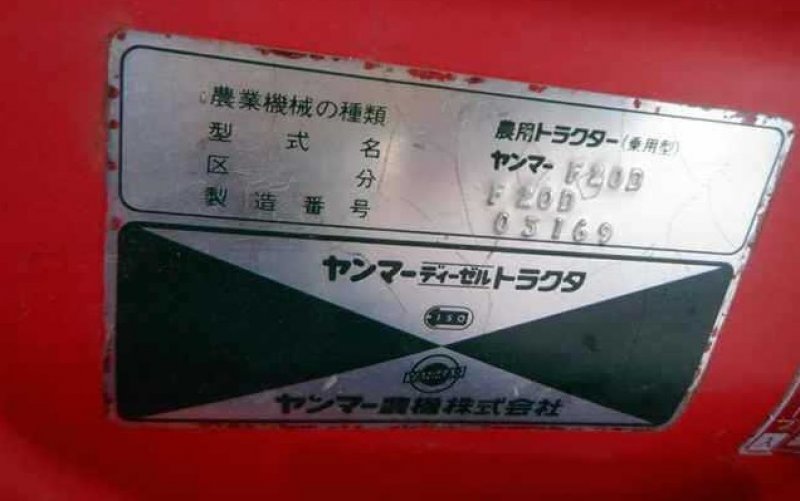 農業機械の種類 農用トラクター(乗用型)
型式名 ヤンマー F20D
区分 F20D
製造番号 03169
ヤンマーディーゼルトラクタ
ISO
YANMAR
ヤンマー農機株式会社